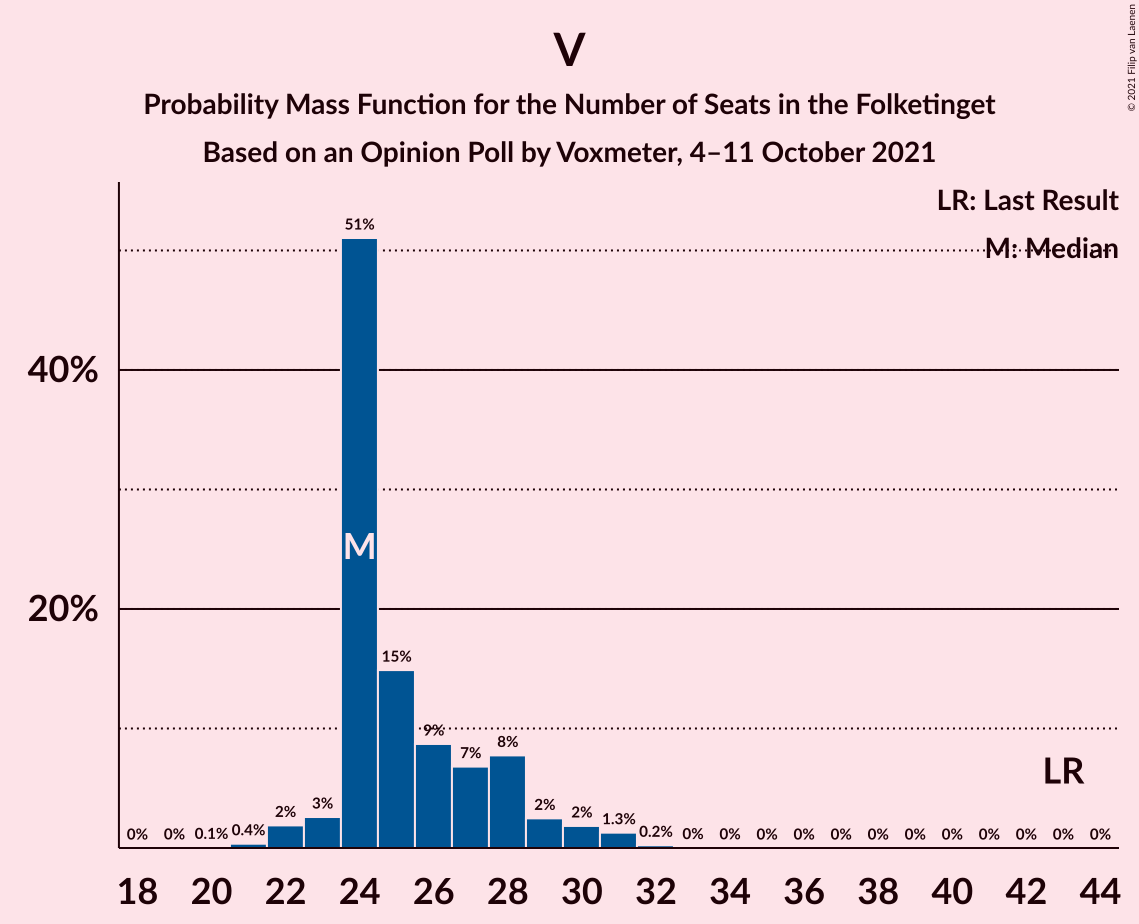 V
Probability Mass Function for the Number of Seats in the Folketinget
Based on an Opinion Poll by Voxmeter, 4–11 October 2021
© 2021 Filip van Laenen
LR: Last Result
M: Median
51%
40%
M
20%
15%
9%
7%
8%
LR
0% 0% 0.1% 0.4% 2% 3% 2% 2% 1.3% 0.2% 0% 0% 0% 0% 0% 0% 0% 0% 0% 0% 0% 0%
18 20 22 24 26 28 30 32 34 36 38 40 42 44